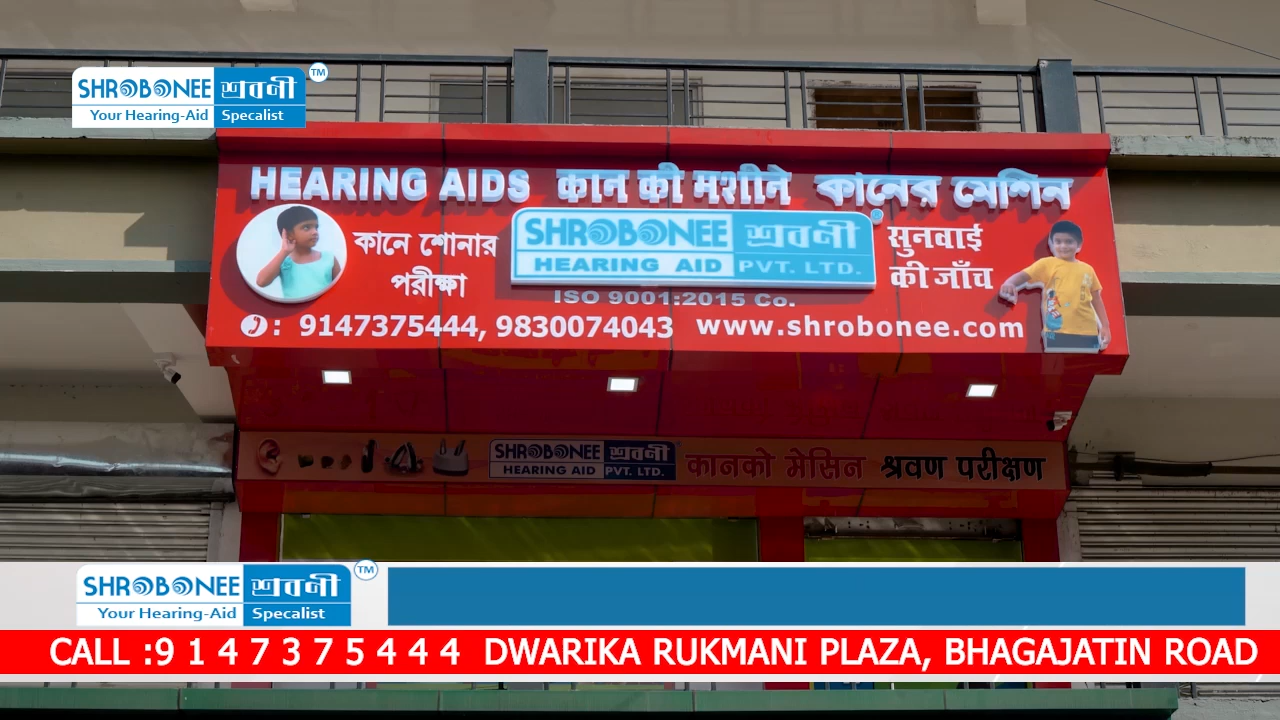 SHROBONEE শ্রবণী TM
Your Hearing-Aid Specalist
HEARING AIDS कान की मशीने কানের মেশিন
কানে শোনার
পরীক্ষা
SHROBONEE শ্রবণী
HEARING AID PVT. LTD.
ISO 9001:2015 Co.
सुनवाई
की जाँच
: 9147375444, 9830074043 www.shrobonee.com
SHROBONEE শ্রবণী
HEARING AID PVT. LTD.
कानको मेसिन श्रवण परीक्षण
SHROBONEE শ্রবণী TM
Your Hearing-Aid Specalist
CALL :9 1 4 7 3 7 5 4 4 4 DWARIKA RUKMANI PLAZA, BHAGAJATIN ROAD